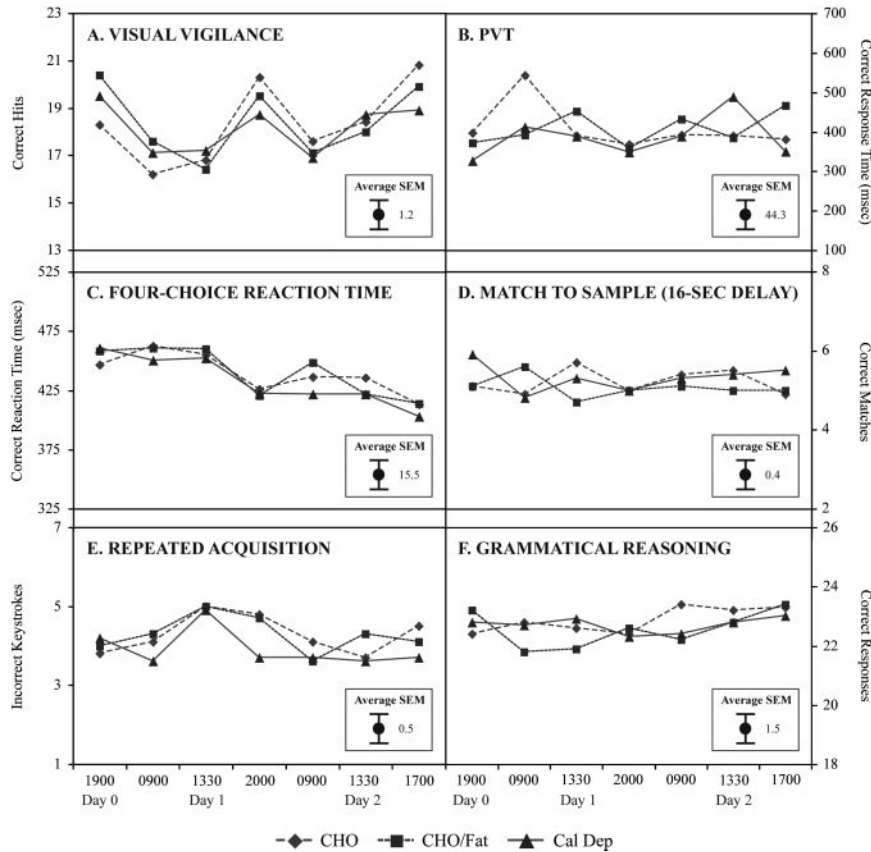 A. VISUAL VIGILANCE
Correct Hits
21
19
17
15
13
Average SEM
1.2
B. PVT
Correct Response Time (msec)
700
600
500
400
300
200
100
Average SEM
44.3
C. FOUR-CHOICE REACTION TIME
Correct Reaction Time (msec)
525
475
425
375
325
Average SEM
15.5
D. MATCH TO SAMPLE (16-SEC DELAY)
Correct Matches
8
6
4
2
Average SEM
0.4
E. REPEATED ACQUISITION
Incorrect Keystrokes
7
5
3
1
Average SEM
0.5
F. GRAMMATICAL REASONING
Correct Responses
26
24
22
20
18
Average SEM
1.5
1900 0900 1330 2000 0900 1330 1700
Day 0 Day 1 Day 2
1900 0900 1330 2000 0900 1330 1700
Day 0 Day 1 Day 2
CHO CHO/Fat Cal Dep
23